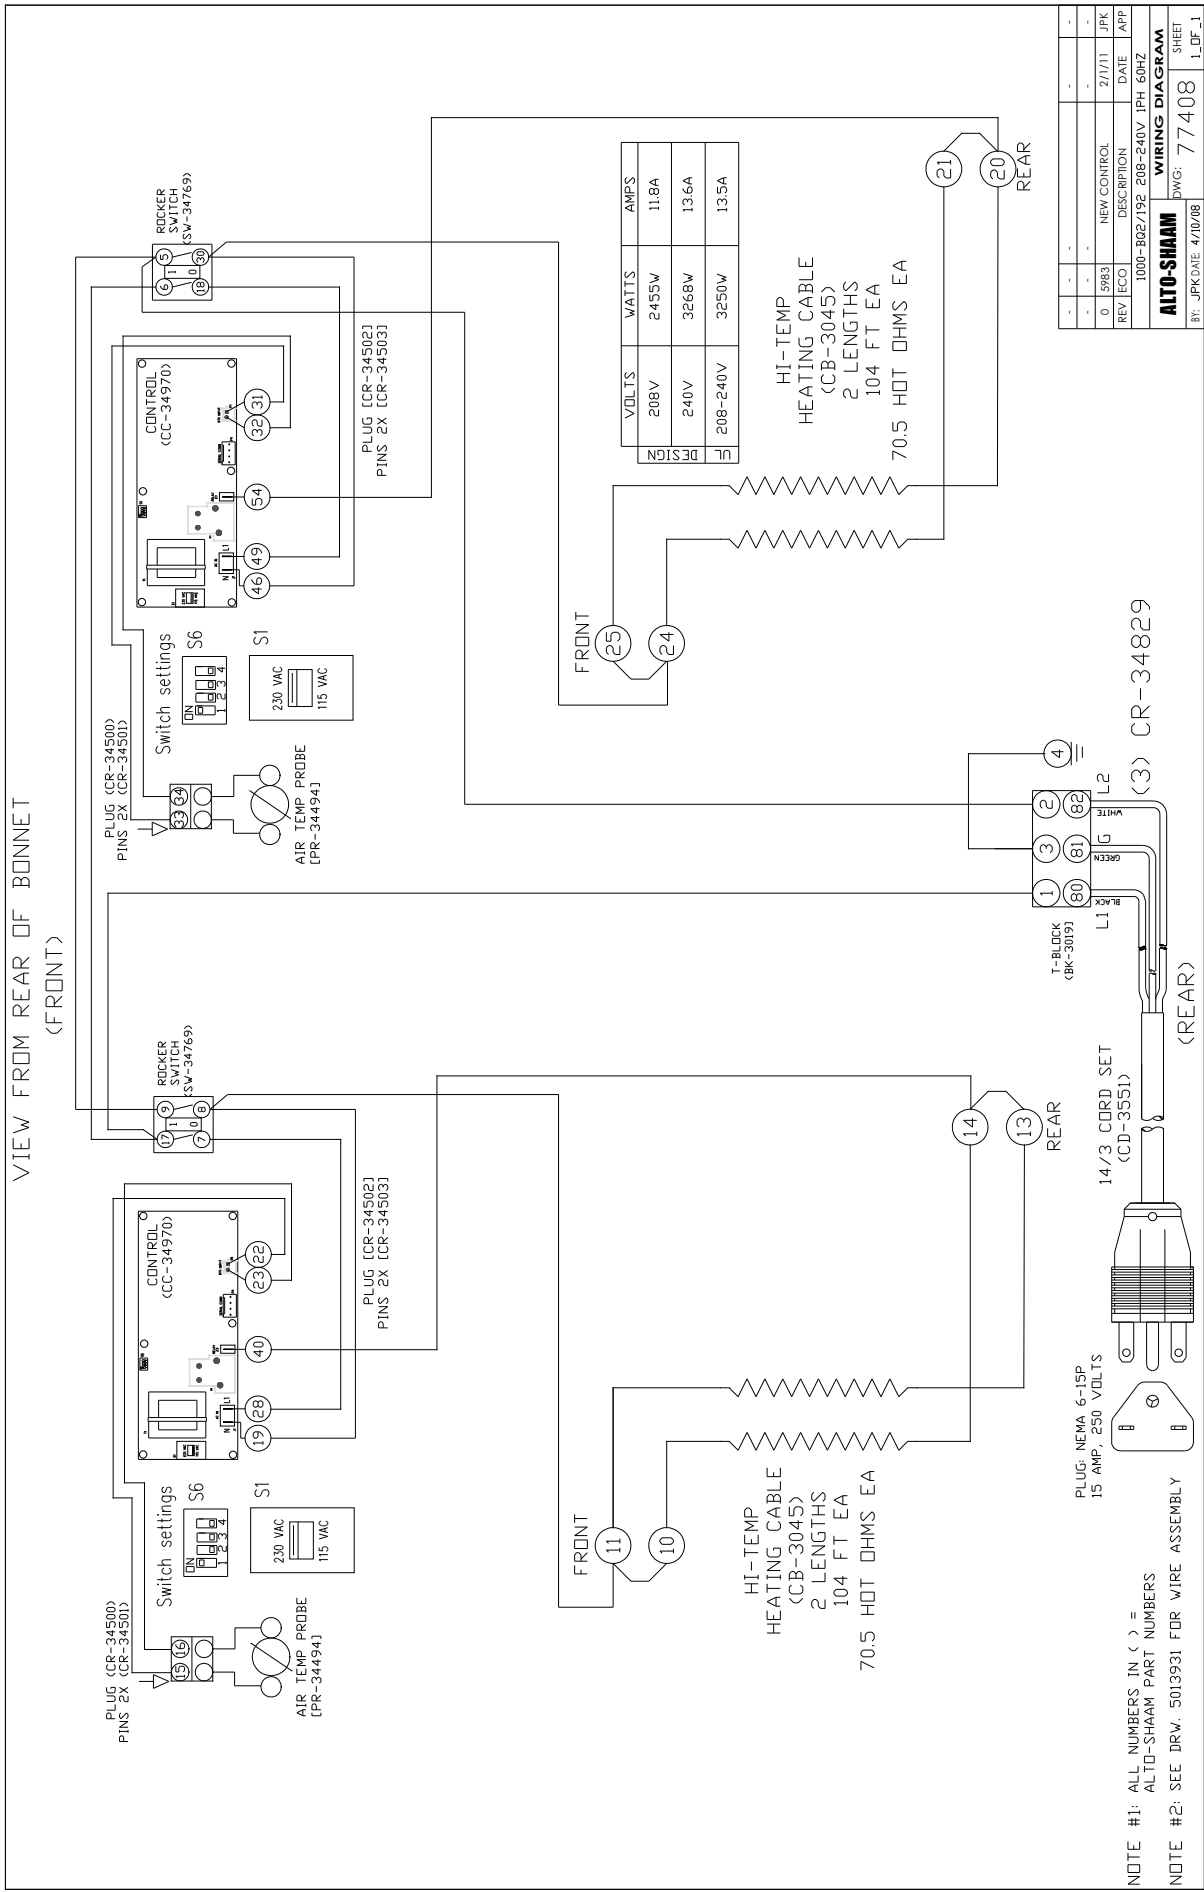 VIEW FROM REAR OF BONNET
(FRONT)
PLUG (CR-34500)
PINS 2X (CR-34501)
15
16
AIR TEMP PROBE
[PR-34494]
Switch settings
S6
ON
1 2 3 4
S1
230 VAC
115 VAC
CONTROL
(CC-34970)
N
L1
19
28
40
23
22
PLUG [CR-34502]
PINS 2X [CR-34503]
ROCKER
SWITCH
(SW-34769)
17
9
1
0
7
8
PLUG (CR-34500)
PINS 2X (CR-34501)
33
34
AIR TEMP PROBE
[PR-34494]
Switch settings
S6
ON
1 2 3 4
S1
230 VAC
115 VAC
CONTROL
(CC-34970)
N
L1
46
49
54
32
31
PLUG [CR-34502]
PINS 2X [CR-34503]
ROCKER
SWITCH
(SW-34769)
6
5
1
0
18
30
FRONT
11
10
HI-TEMP
HEATING CABLE
(CB-3045)
2 LENGTHS
104 FT EA
70.5 HOT OHMS EA
14
13
REAR
FRONT
25
24
HI-TEMP
HEATING CABLE
(CB-3045)
2 LENGTHS
104 FT EA
70.5 HOT OHMS EA
21
20
REAR
VOLTS WATTS AMPS
DESIGN
208V 2455W 11.8A
240V 3268W 13.6A
UL
208-240V 3250W 13.5A
T-BLOCK
(BK-3019)
1
3
2
4
80
81
82
L1
G
L2
BLACK
GREEN
WHITE
(3) CR-34829
14/3 CORD SET
(CD-3551)
(REAR)
PLUG: NEMA 6-15P
15 AMP, 250 VOLTS
NOTE #1: ALL NUMBERS IN ( ) =
ALTO-SHAAM PART NUMBERS
NOTE #2: SEE DRW. 5013931 FOR WIRE ASSEMBLY
- - - - -
- - - - -
0 5983 NEW CONTROL 2/1/11 JPK
REV ECO DESCRIPTION DATE APP
1000-BQ2/192 208-240V 1PH 60HZ
ALTO-SHAAM
WIRING DIAGRAM
BY: JPK DATE: 4/10/08
DWG: 77408
SHEET
1_OF_1